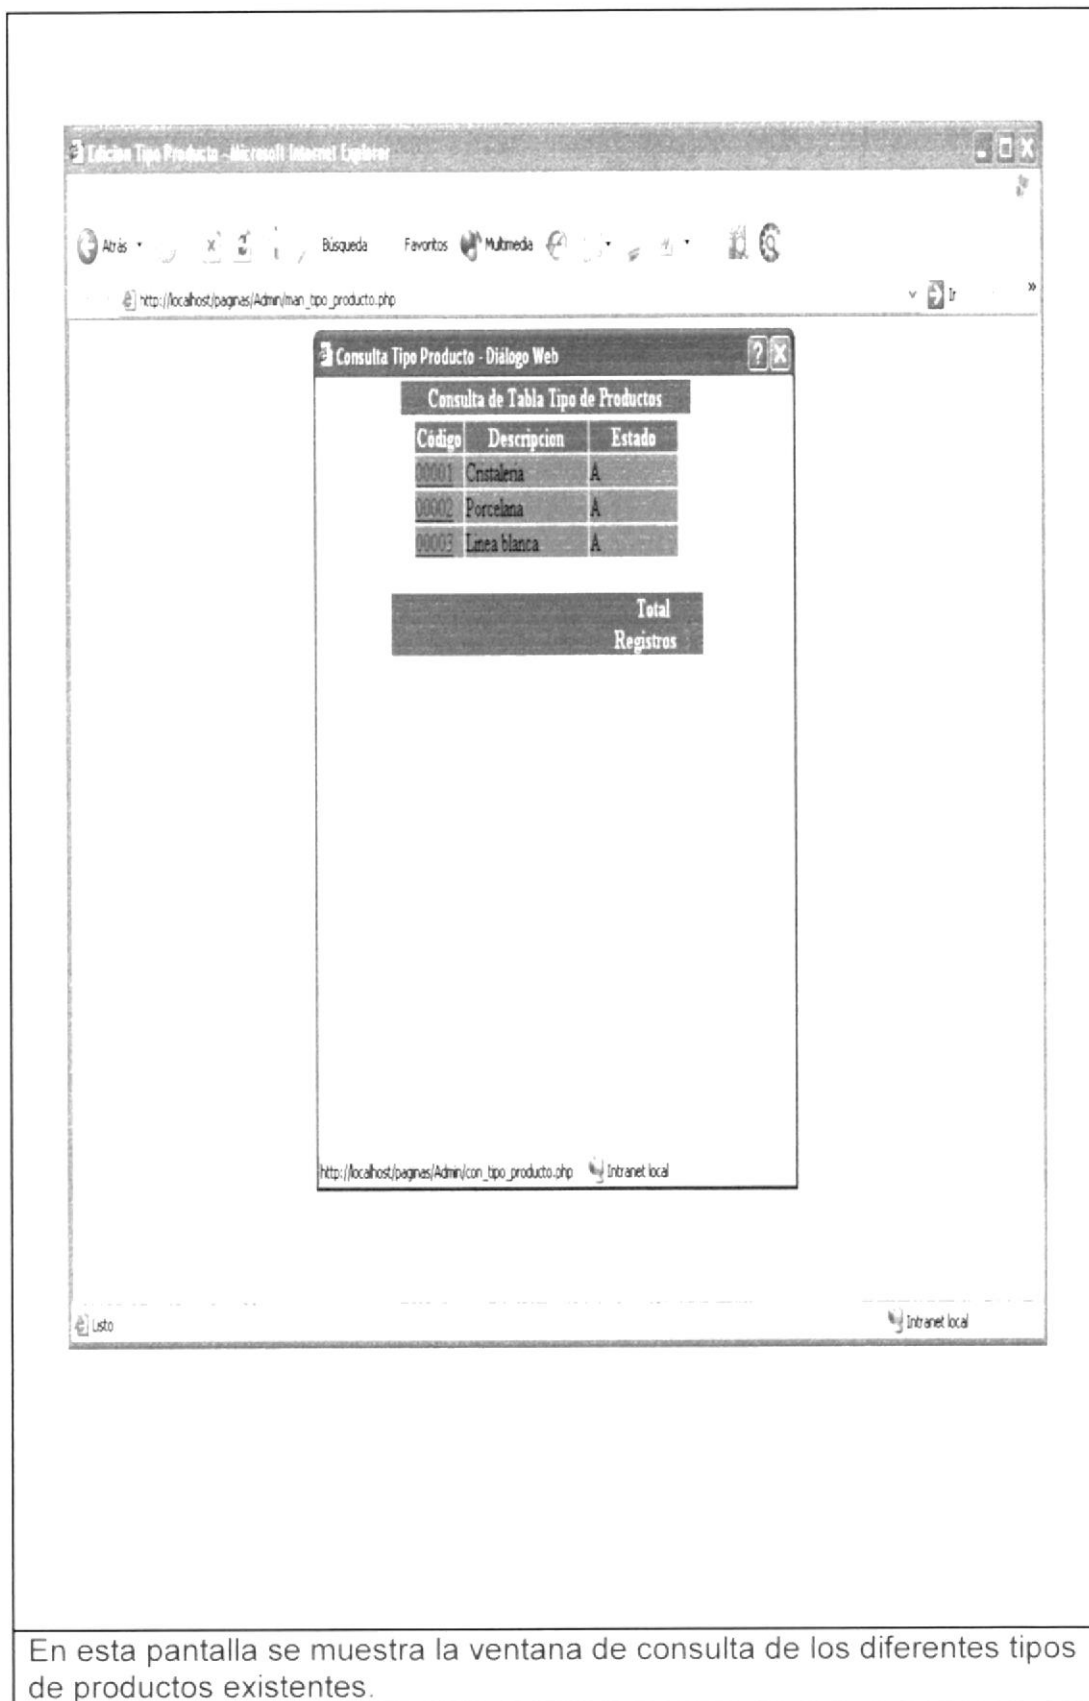 Edicion Tipo Producto - Microsoft Internet Explorer
Atrás Búsqueda Favoritos Multimedia
http://localhost/paginas/Admin/man_tipo_producto.php Ir »
Consulta Tipo Producto - Diálogo Web
Consulta de Tabla Tipo de Productos
Código Descripcion Estado
00001 Cristaleria A
00002 Porcelana A
00003 Linea blanca A
Total
Registros
http://localhost/paginas/Admin/con_tipo_producto.php Intranet local
Listo Intranet local
En esta pantalla se muestra la ventana de consulta de los diferentes tipos
de productos existentes.